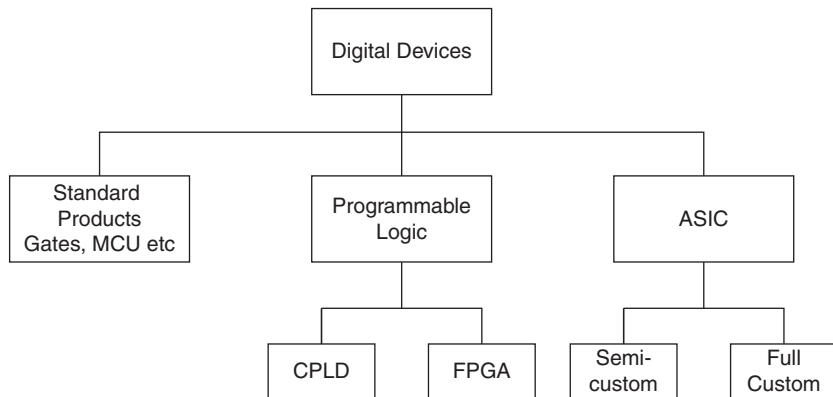 Digital Devices
Standard
Products
Gates, MCU etc
Programmable
Logic
ASIC
CPLD
FPGA
Semi-
custom
Full
Custom